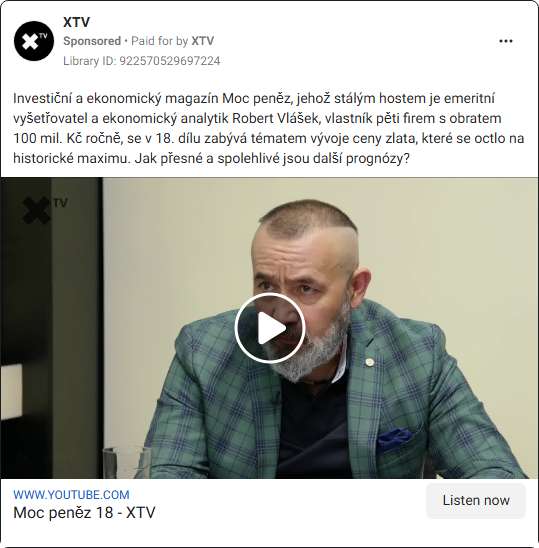 XTV
Sponsored • Paid for by XTV
Library ID: 922570529697224
Investiční a ekonomický magazín Moc peněz, jehož stálým hostem je emeritní
vyšetřovatel a ekonomický analytik Robert Vlášek, vlastník pěti firem s obratem
100 mil. Kč ročně, se v 18. dílu zabývá tématem vývoje ceny zlata, které se octlo na
historické maximu. Jak přesné a spolehlivé jsou další prognózy?
XTV
WWW.YOUTUBE.COM
Moc peněz 18 - XTV
Listen now